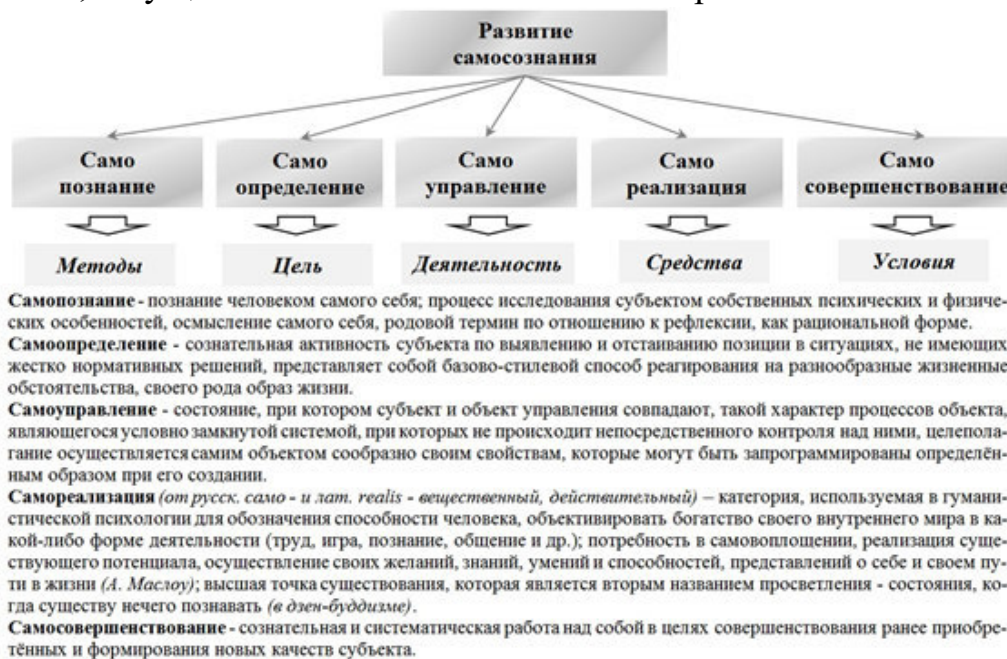 Развитие
самосознания
Само
познание
Само
определение
Само
управление
Само
реализация
Само
совершенствование
Методы
Цель
Деятельность
Средства
Условия
Самопознание - познание человеком самого себя; процесс исследования субъектом собственных психических и физиче-
ских особенностей, осмысление самого себя, родовой термин по отношению к рефлексии, как рациональной форме.
Самоопределение - сознательная активность субъекта по выявлению и отстаиванию позиции в ситуациях, не имеющих
жестко нормативных решений, представляет собой базово-стилевой способ реагирования на разнообразные жизненные
обстоятельства, своего рода образ жизни.
Самоуправление - состояние, при котором субъект и объект управления совпадают, такой характер процессов объекта,
являющегося условно замкнутой системой, при которых не происходит непосредственного контроля над ними, целепола-
гание осуществляется самим объектом сообразно своим свойствам, которые могут быть запрограммированы определён-
ным образом при его создании.
Самореализация (от русск. само - и лат. realis - вещественный, действительный) – категория, используемая в гумани-
стической психологии для обозначения способности человека, объективировать богатство своего внутреннего мира в ка-
кой-либо форме деятельности (труд, игра, познание, общение и др.); потребность в самовоплощении, реализация суще-
ствующего потенциала, осуществление своих желаний, знаний, умений и способностей, представлений о себе и своем пу-
ти в жизни (А. Маслоу); высшая точка существования, которая является вторым названием просветления - состояния, ко-
гда существу нечего познавать (в дзен-буддизме).
Самосовершенствование - сознательная и систематическая работа над собой в целях совершенствования ранее приобре-
тённых и формирования новых качеств субъекта.